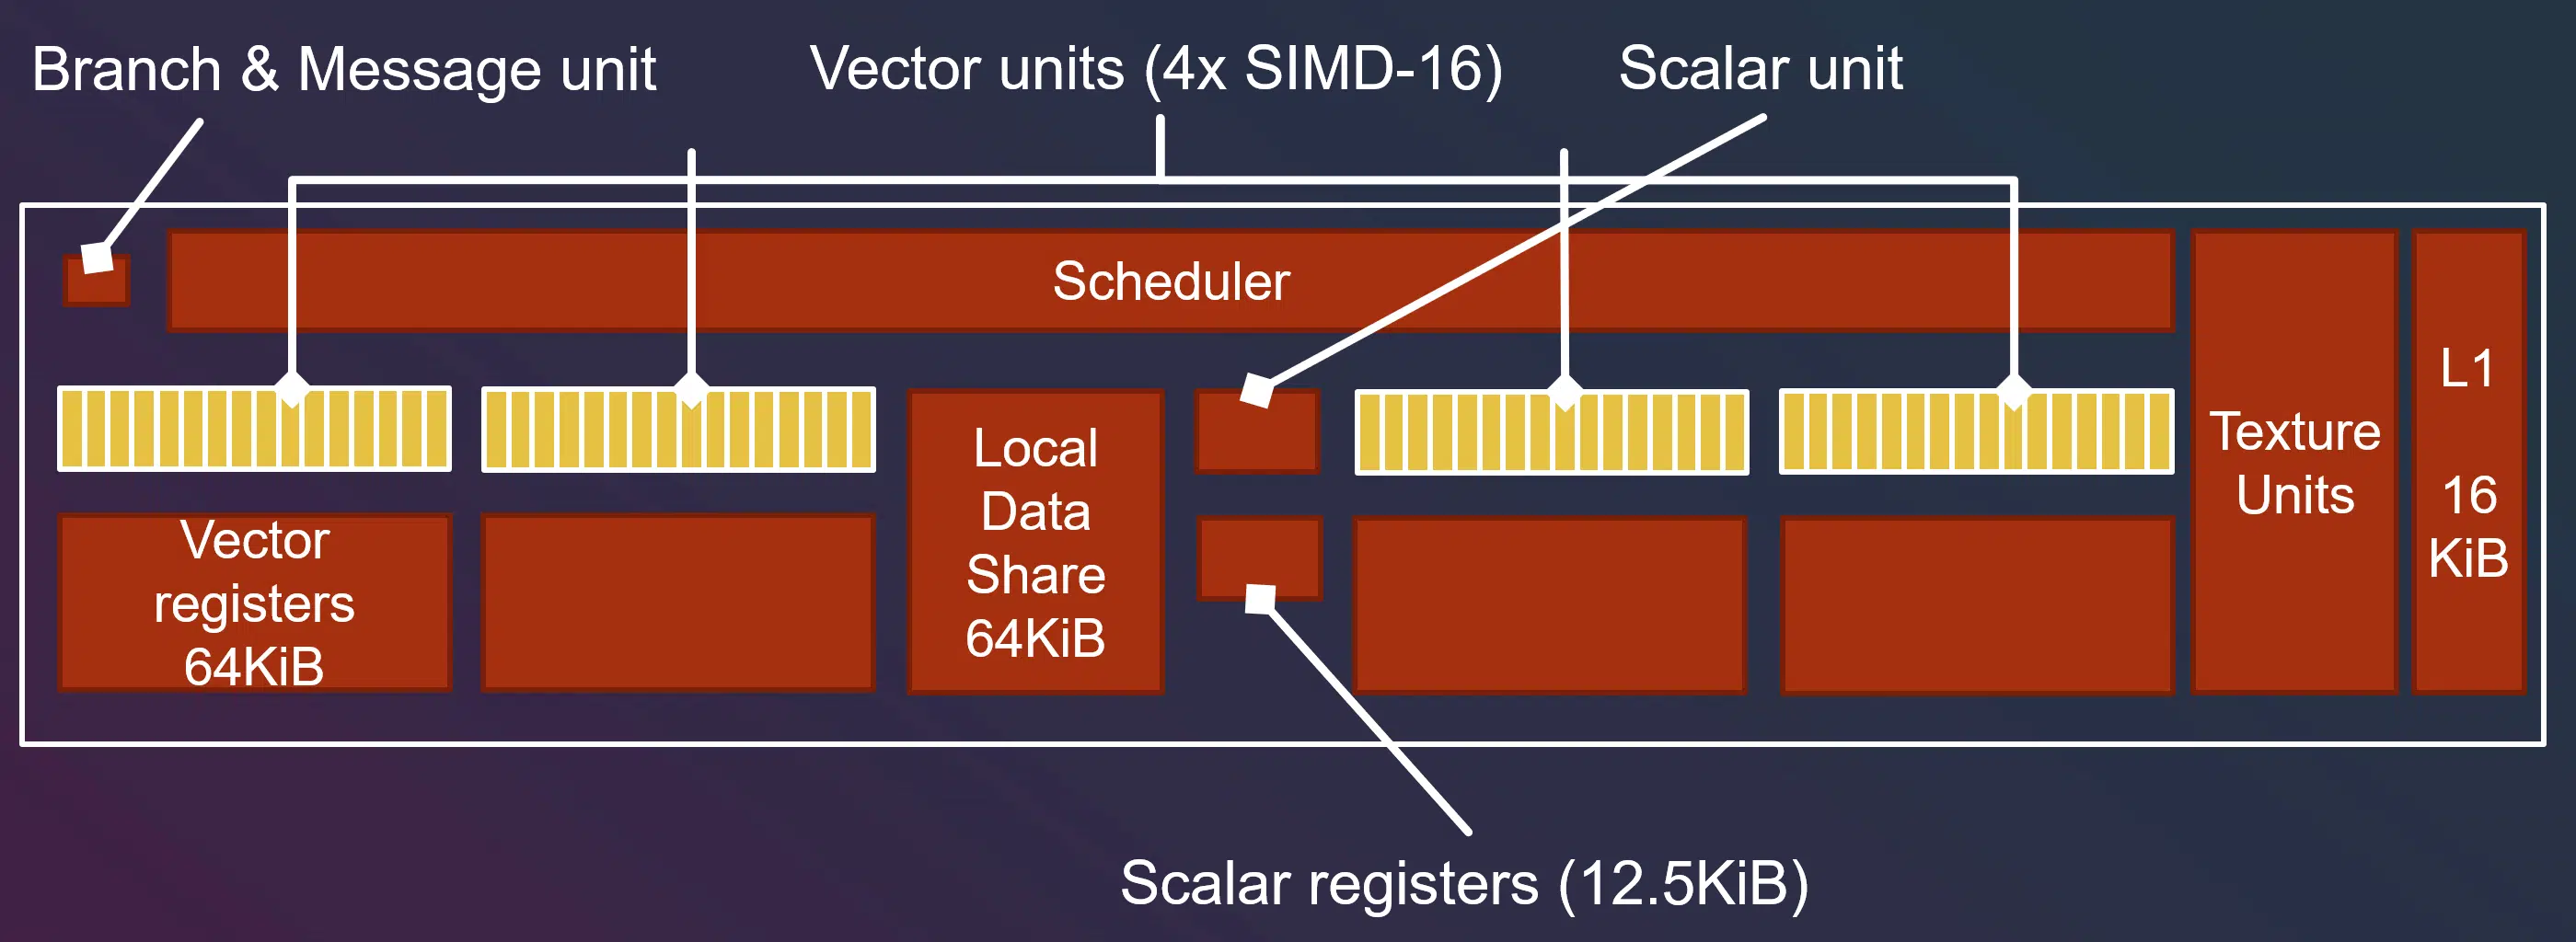 Branch & Message unit
Vector units (4x SIMD-16)
Scalar unit
Scheduler
Vector
registers
64KiB
Local
Data
Share
64KiB
Texture
Units
L1
16
KiB
Scalar registers (12.5KiB)